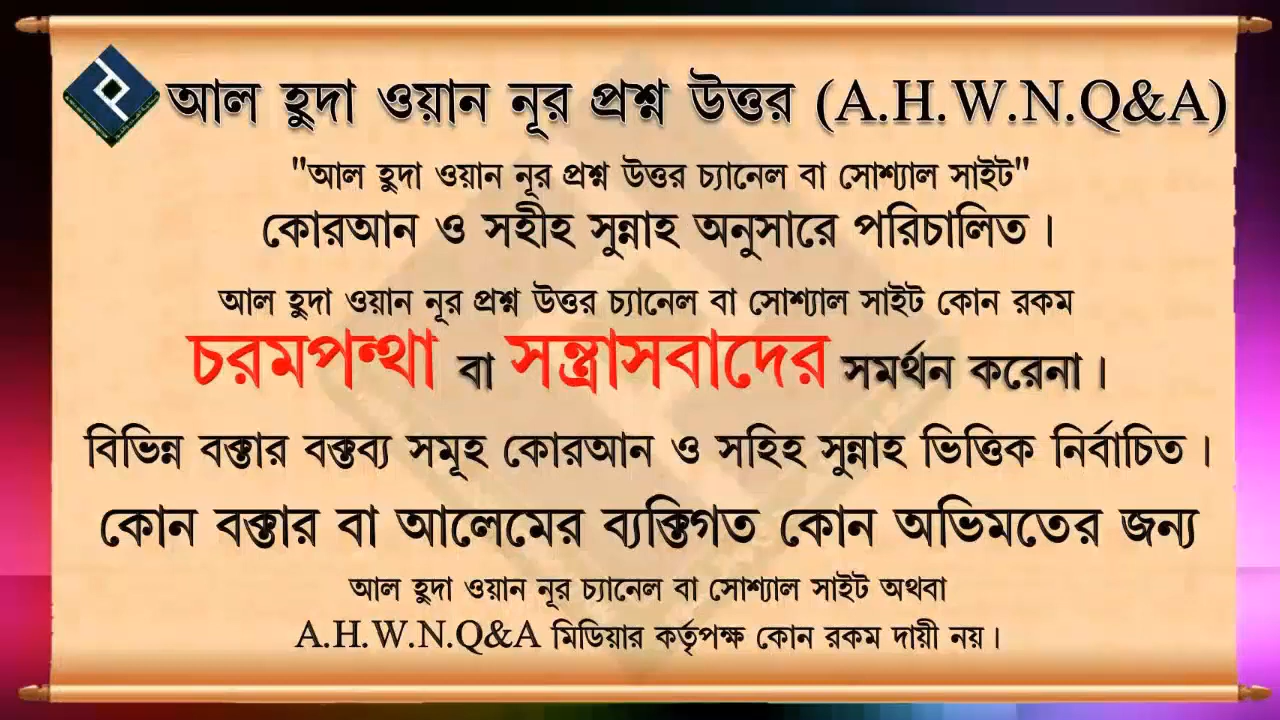 আল হুদা ওয়ান নূর প্রশ্ন উত্তর (A.H.W.N.Q&A)
"আল হুদা ওয়ান নূর প্রশ্ন উত্তর চ্যানেল বা সোশ্যাল সাইট"
কোরআন ও সহীহ সুন্নাহ অনুসারে পরিচালিত ।
আল হুদা ওয়ান নূর প্রশ্ন উত্তর চ্যানেল বা সোশ্যাল সাইট কোন রকম
চরমপন্থা বা সন্ত্রাসবাদের সমর্থন করেনা ।
বিভিন্ন বক্তার বক্তব্য সমূহ কোরআন ও সহিহ সুন্নাহ ভিত্তিক নির্বাচিত ।
কোন বক্তার বা আলেমের ব্যক্তিগত কোন অভিমতের জন্য
আল হুদা ওয়ান নূর চ্যানেল বা সোশ্যাল সাইট অথবা
A.H.W.N.Q&A মিডিয়ার কর্তৃপক্ষ কোন রকম দায়ী নয় ।